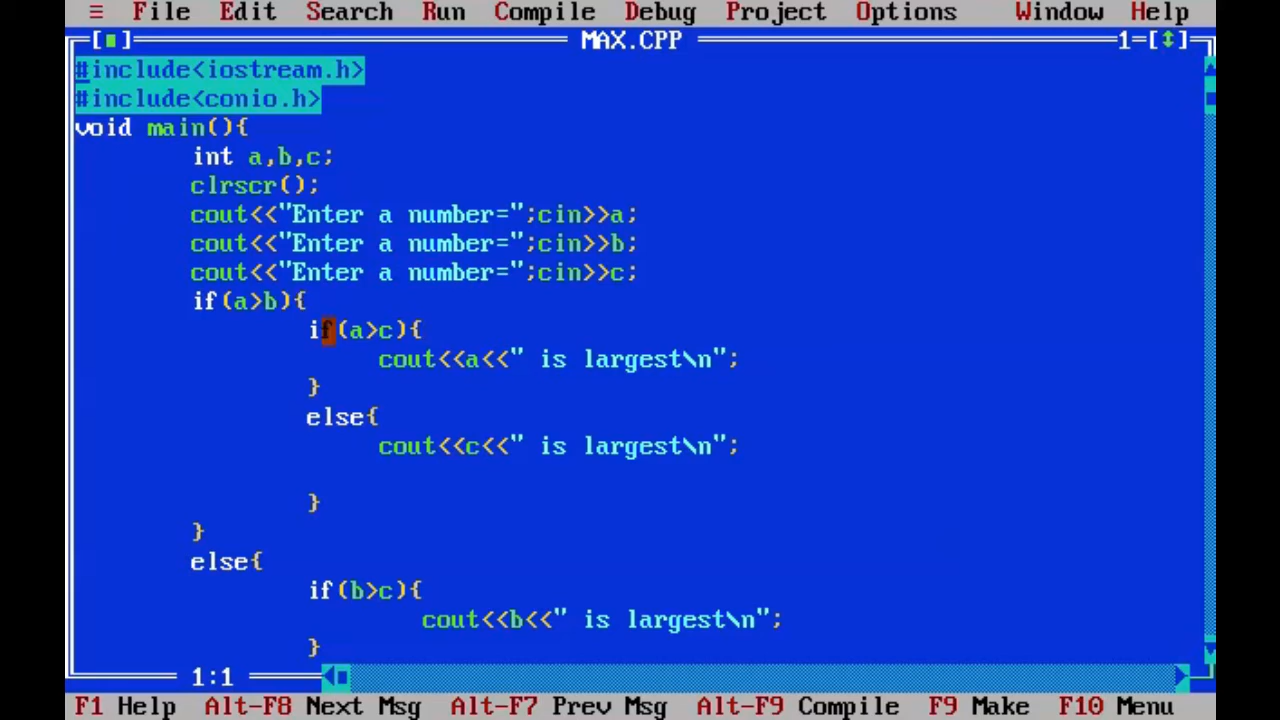 ≡ File Edit Search Run Compile Debug Project Options Window Help
[■] MAX.CPP 1=[↕]
#include<iostream.h>
#include<conio.h>
void main(){
int a,b,c;
clrscr();
cout<<"Enter a number=";cin>>a;
cout<<"Enter a number=";cin>>b;
cout<<"Enter a number=";cin>>c;
if(a>b){
if(a>c){
cout<<a<<" is largest\n";
}
else{
cout<<c<<" is largest\n";
}
}
else{
if(b>c){
cout<<b<<" is largest\n";
}
1:1
F1 Help Alt-F8 Next Msg Alt-F7 Prev Msg Alt-F9 Compile F9 Make F10 Menu